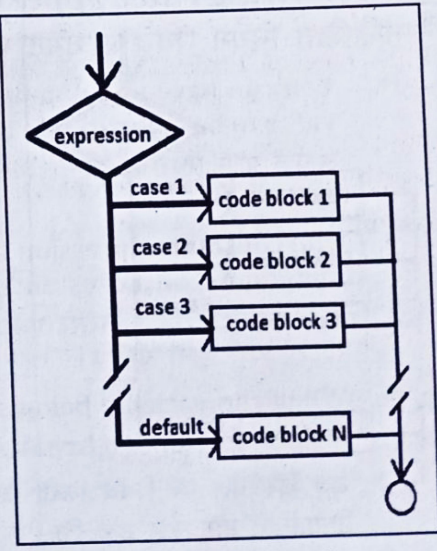 expression
case 1
code block 1
case 2
code block 2
case 3
code block 3
default
code block N